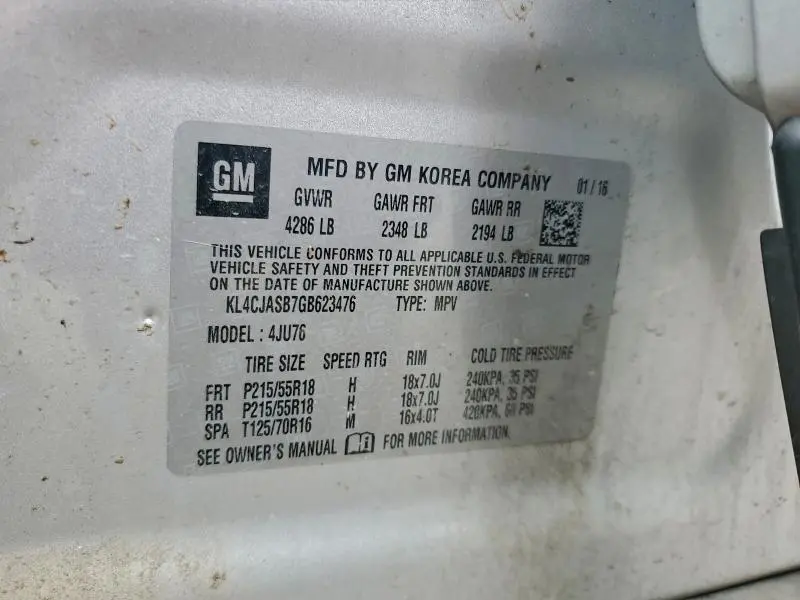 GM
MFD BY GM KOREA COMPANY 01 / 16
GVWR GAWR FRT GAWR RR
4286 LB 2348 LB 2194 LB
THIS VEHICLE CONFORMS TO ALL APPLICABLE U.S. FEDERAL MOTOR
VEHICLE SAFETY AND THEFT PREVENTION STANDARDS IN EFFECT
ON THE DATE OF MANUFACTURE SHOWN ABOVE.
KL4CJASB7GB623476 TYPE: MPV
MODEL : 4JU76
TIRE SIZE SPEED RTG RIM COLD TIRE PRESSURE
FRT P215/55R18 H 18x7.0J 240KPA, 35 PSI
RR P215/55R18 H 18x7.0J 240KPA, 35 PSI
SPA T125/70R16 M 16x4.0T 420KPA, 60 PSI
SEE OWNER'S MANUAL FOR MORE INFORMATION.